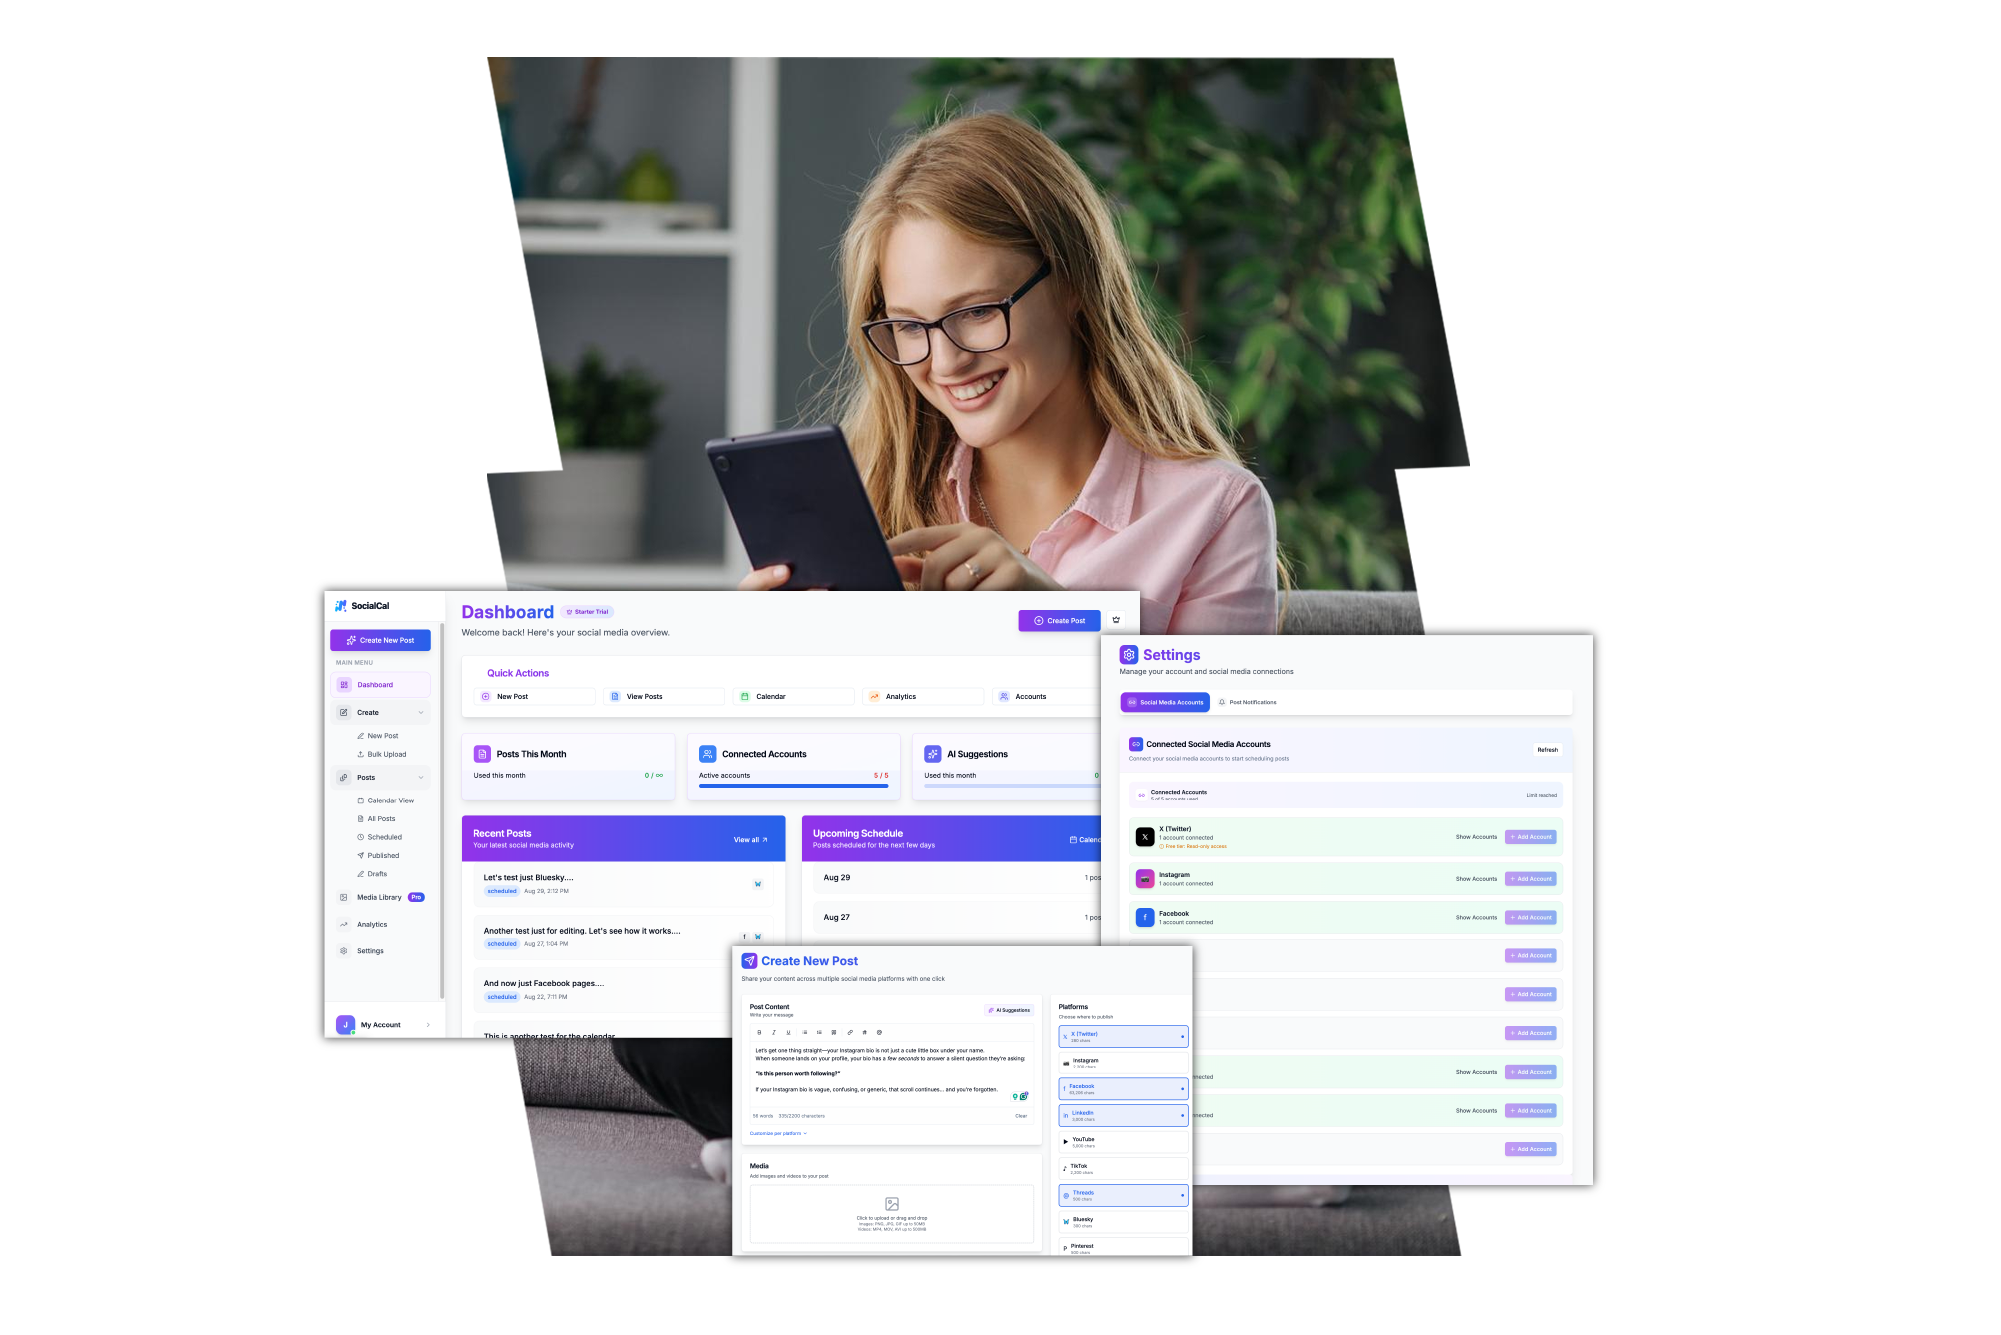 SocialCal
Create New Post
MAIN MENU
Dashboard
Create
New Post
Bulk Upload
Posts
Calendar View
All Posts
Scheduled
Published
Drafts
Media Library Pro
Analytics
Settings
J My Account
Dashboard Starter Trial
Welcome back! Here's your social media overview.
Create Post
Quick Actions
New Post View Posts Calendar Analytics Accounts
Posts This Month
Used this month 0 / ∞
Connected Accounts
Active accounts 5 / 5
AI Suggestions
Used this month 0
Recent Posts
Your latest social media activity
View all
Let's test just Bluesky....
scheduled Aug 29, 2:12 PM
Another test just for editing. Let's see how it works....
scheduled Aug 27, 1:04 PM
And now just Facebook pages....
scheduled Aug 22, 7:11 PM
This is another test for the calendar
Upcoming Schedule
Posts scheduled for the next few days
Calend
Aug 29 1 pos
Aug 27 1 pos
Settings
Manage your account and social media connections
Social Media Accounts Post Notifications
Connected Social Media Accounts
Connect your social media accounts to start scheduling posts
Refresh
Connected Accounts
5 of 5 accounts used
Limit reached
X (Twitter)
1 account connected
Free tier: Read-only access
Show Accounts + Add Account
Instagram
1 account connected
Show Accounts + Add Account
Facebook
1 account connected
Show Accounts + Add Account
+ Add Account
+ Add Account
+ Add Account
nected
Show Accounts + Add Account
nected
Show Accounts + Add Account
+ Add Account
Create New Post
Share your content across multiple social media platforms with one click
Post Content
Write your message
AI Suggestions
Let's get one thing straight—your Instagram bio is not just a cute little box under your name.
When someone lands on your profile, your bio has a few seconds to answer a silent question they're asking:
"Is this person worth following?"
If your Instagram bio is vague, confusing, or generic, that scroll continues... and you're forgotten.
56 words 335/2200 characters
Clear
Customize per platform
Media
Add images and videos to your post
Click to upload or drag and drop
Images: PNG, JPG, GIF up to 50MB
Videos: MP4, MOV, AVI up to 500MB
Platforms
Choose where to publish
X (Twitter)
280 chars
Instagram
2,200 chars
Facebook
63,206 chars
LinkedIn
3,000 chars
YouTube
5,000 chars
TikTok
2,200 chars
Threads
500 chars
Bluesky
300 chars
Pinterest
500 chars